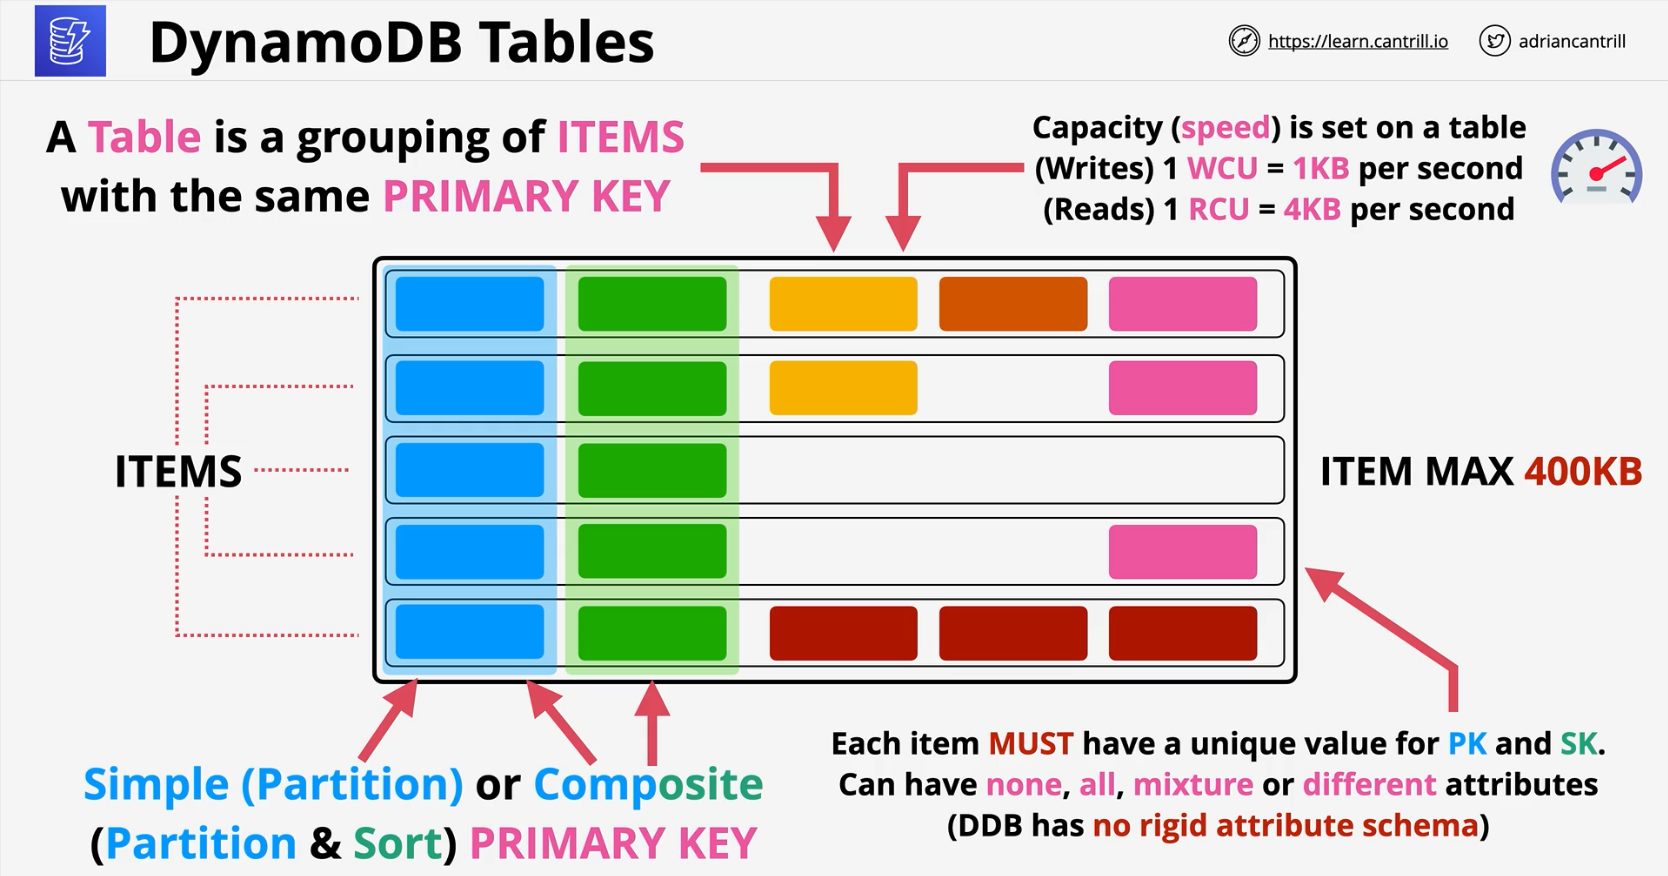 DynamoDB Tables
https://learn.cantrill.io
adriancantrill
A Table is a grouping of ITEMS
with the same PRIMARY KEY
Capacity (speed) is set on a table
(Writes) 1 WCU = 1KB per second
(Reads) 1 RCU = 4KB per second
ITEMS
ITEM MAX 400KB
Simple (Partition) or Composite
(Partition & Sort) PRIMARY KEY
Each item MUST have a unique value for PK and SK.
Can have none, all, mixture or different attributes
(DDB has no rigid attribute schema)